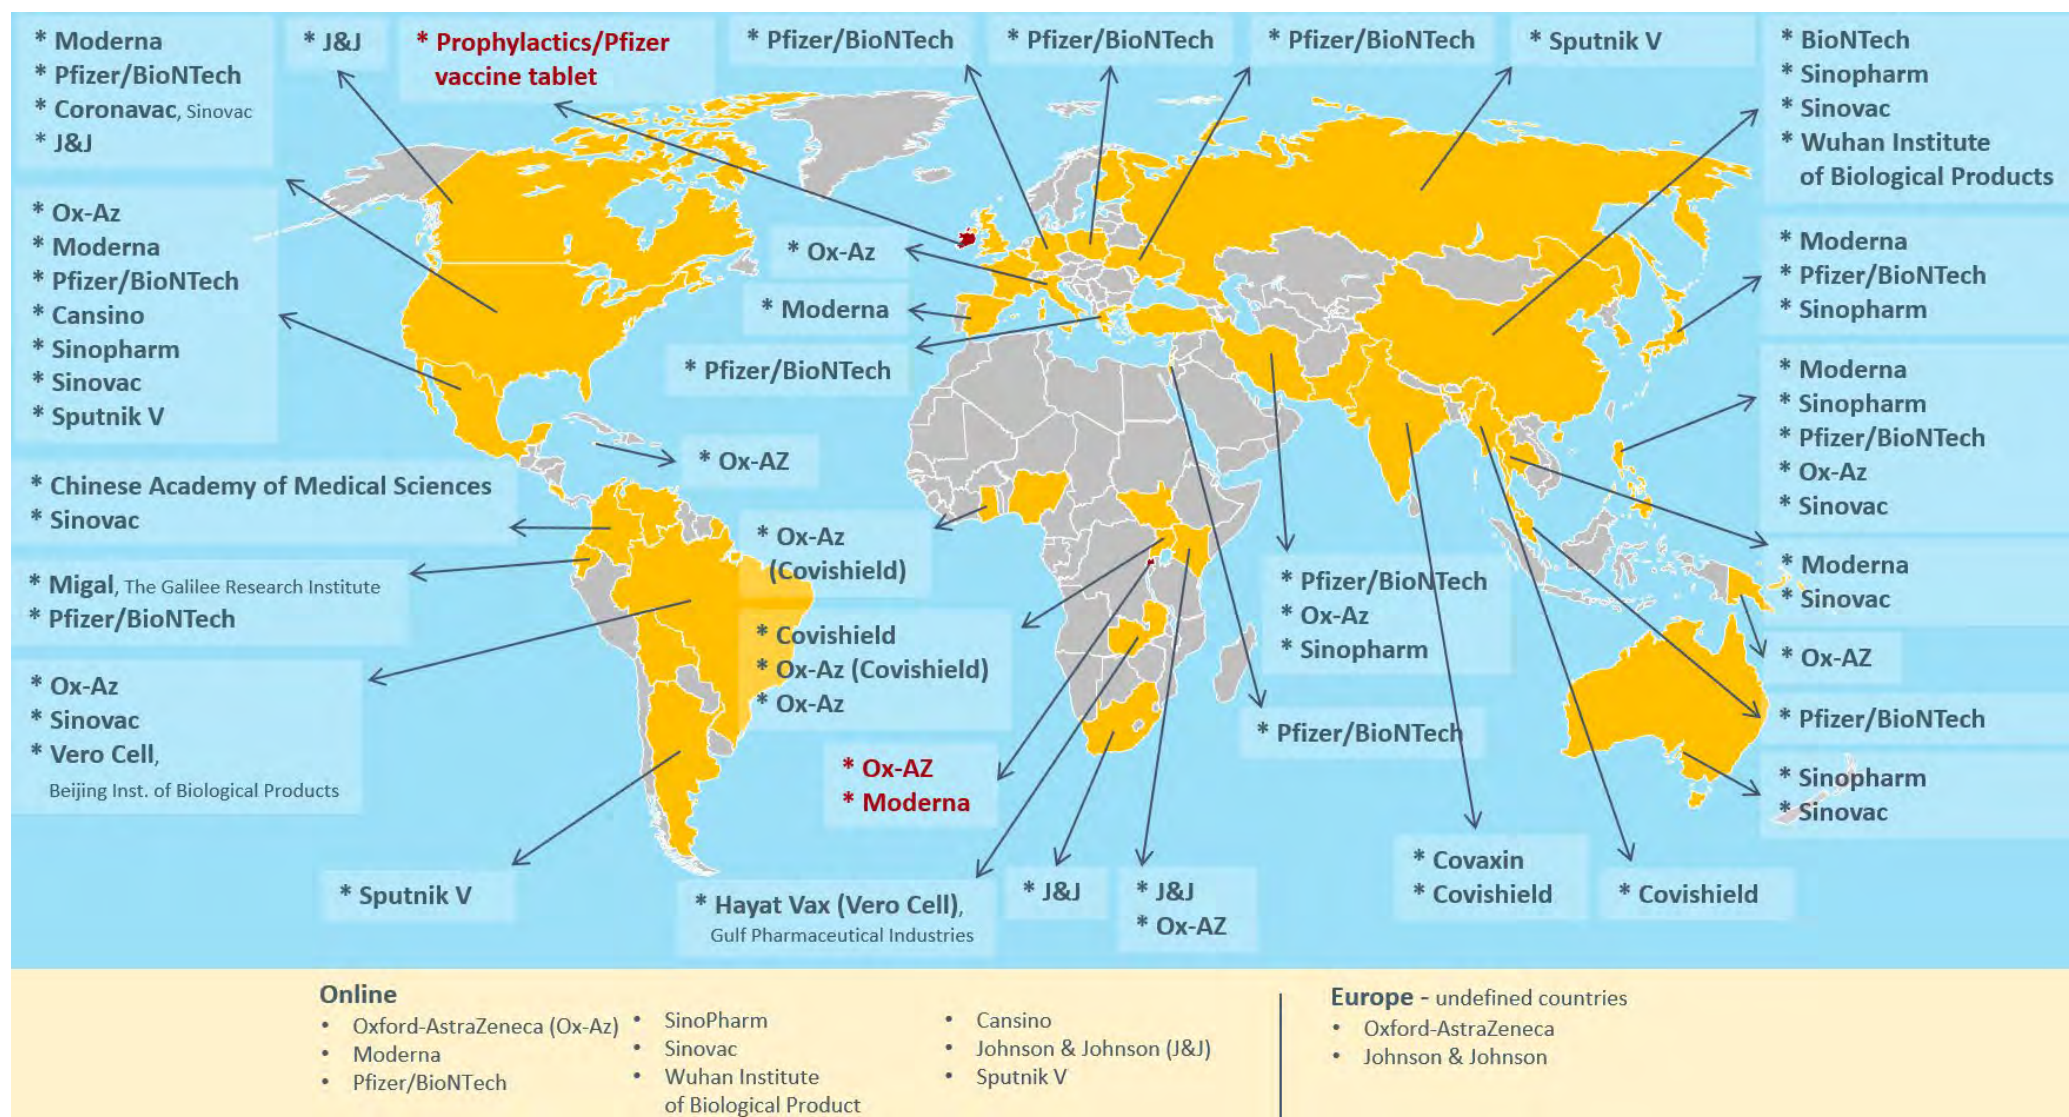 * Moderna
* Pfizer/BioNTech
* Coronavac, Sinovac
* J&J
* J&J
* Prophylactics/Pfizer
vaccine tablet
* Pfizer/BioNTech
* Pfizer/BioNTech
* Pfizer/BioNTech
* Sputnik V
* BioNTech
* Sinopharm
* Sinovac
* Wuhan Institute
of Biological Products
* Ox-Az
* Moderna
* Pfizer/BioNTech
* Cansino
* Sinopharm
* Sinovac
* Sputnik V
* Ox-Az
* Moderna
* Pfizer/BioNTech
* Moderna
* Pfizer/BioNTech
* Sinopharm
* Moderna
* Sinopharm
* Pfizer/BioNTech
* Ox-Az
* Sinovac
* Ox-AZ
* Chinese Academy of Medical Sciences
* Sinovac
* Ox-Az
(Covishield)
* Migal, The Galilee Research Institute
* Pfizer/BioNTech
* Covishield
* Ox-Az (Covishield)
* Ox-Az
* Pfizer/BioNTech
* Ox-Az
* Sinopharm
* Moderna
* Sinovac
* Ox-AZ
* Ox-Az
* Sinovac
* Vero Cell,
Beijing Inst. of Biological Products
* Ox-AZ
* Moderna
* Pfizer/BioNTech
* Pfizer/BioNTech
* Sinopharm
* Sinovac
* Sputnik V
* Hayat Vax (Vero Cell),
Gulf Pharmaceutical Industries
* J&J
* J&J
* Ox-AZ
* Covaxin
* Covishield
* Covishield
Online
• Oxford-AstraZeneca (Ox-Az)
• Moderna
• Pfizer/BioNTech
• SinoPharm
• Sinovac
• Wuhan Institute
of Biological Product
• Cansino
• Johnson & Johnson (J&J)
• Sputnik V
Europe - undefined countries
• Oxford-AstraZeneca
• Johnson & Johnson